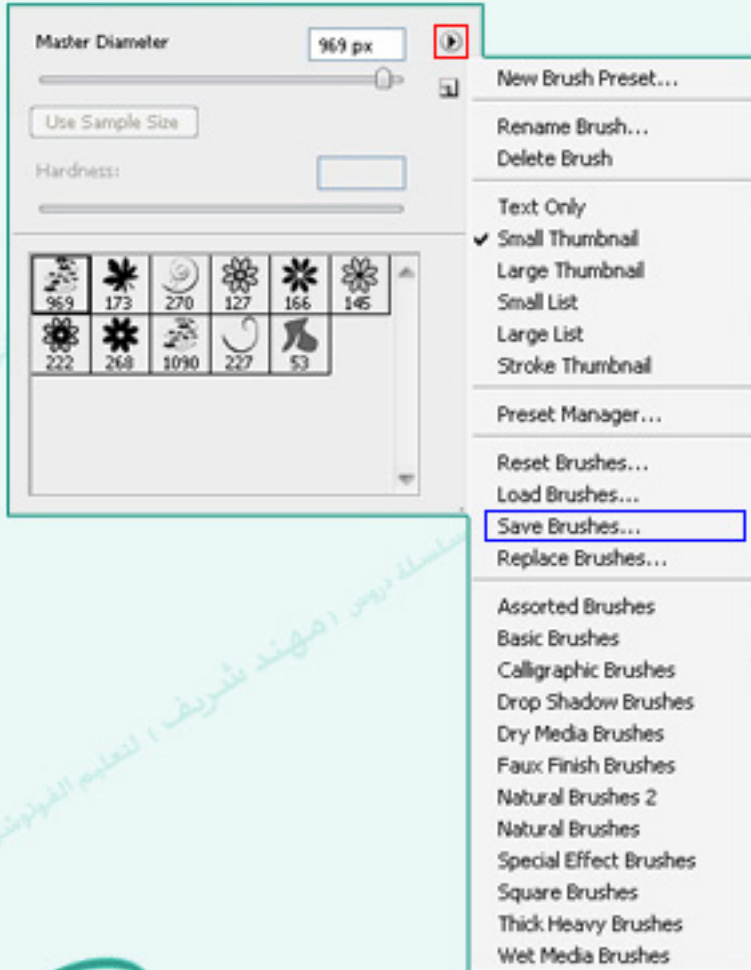 Master Diameter 969 px
Use Sample Size
Hardness:
969 173 270 127 166 145
222 268 1090 227 53
New Brush Preset...
Rename Brush...
Delete Brush
Text Only
Small Thumbnail
Large Thumbnail
Small List
Large List
Stroke Thumbnail
Preset Manager...
Reset Brushes...
Load Brushes...
Save Brushes...
Replace Brushes...
Assorted Brushes
Basic Brushes
Calligraphic Brushes
Drop Shadow Brushes
Dry Media Brushes
Faux Finish Brushes
Natural Brushes 2
Natural Brushes
Special Effect Brushes
Square Brushes
Thick Heavy Brushes
Wet Media Brushes
سلسلة دروس ( مهند شريف ) لتعليم